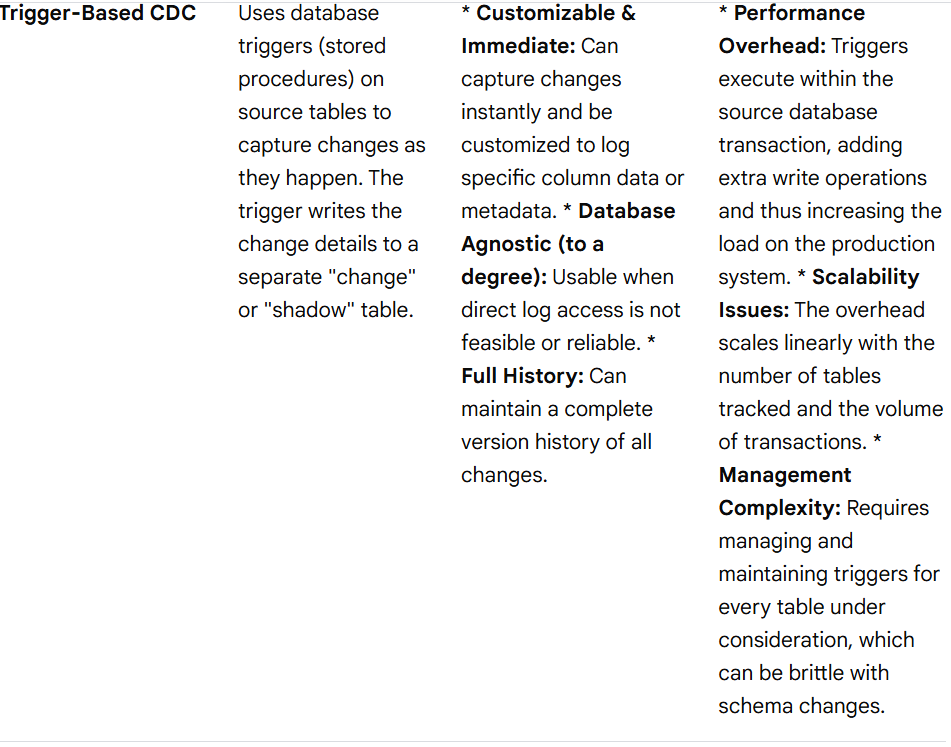 Trigger-Based CDC
Uses database
triggers (stored
procedures) on
source tables to
capture changes as
they happen. The
trigger writes the
change details to a
separate "change"
or "shadow" table.
* Customizable &
Immediate: Can
capture changes
instantly and be
customized to log
specific column data or
metadata. * Database
Agnostic (to a
degree): Usable when
direct log access is not
feasible or reliable. *
Full History: Can
maintain a complete
version history of all
changes.
* Performance
Overhead: Triggers
execute within the
source database
transaction, adding
extra write operations
and thus increasing the
load on the production
system. * Scalability
Issues: The overhead
scales linearly with the
number of tables
tracked and the volume
of transactions. *
Management
Complexity: Requires
managing and
maintaining triggers for
every table under
consideration, which
can be brittle with
schema changes.